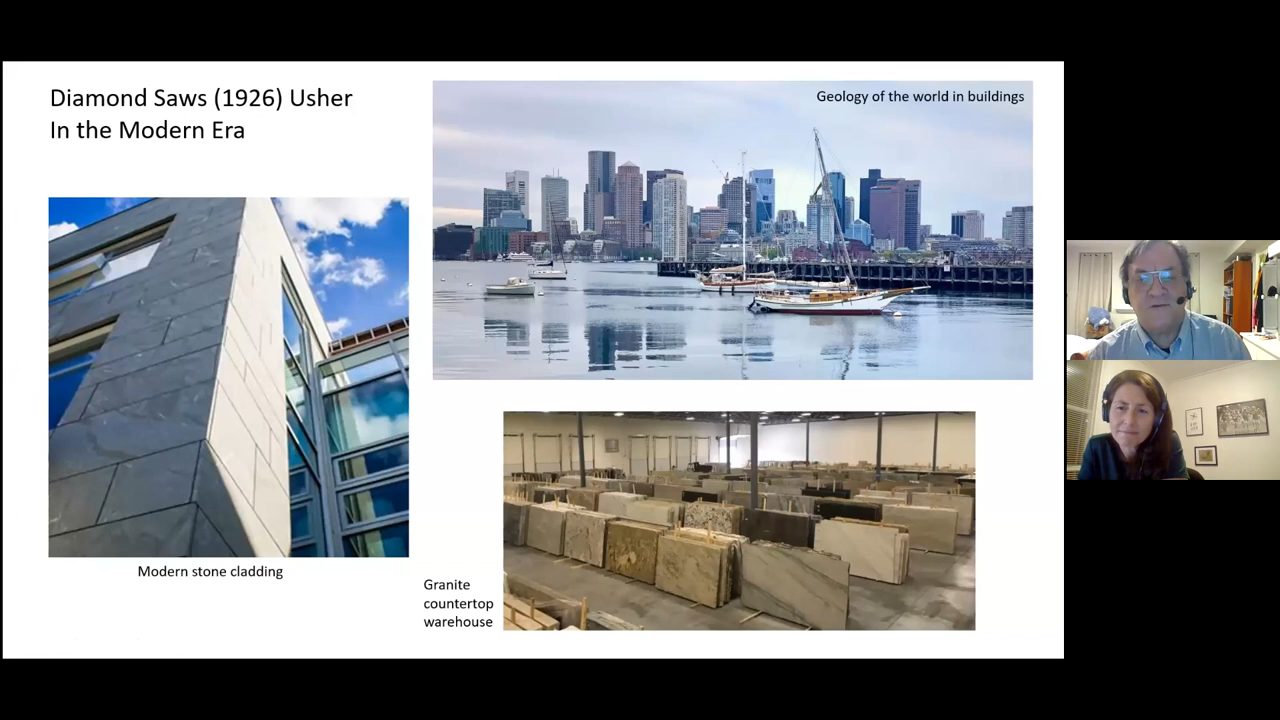 Diamond Saws (1926) Usher
In the Modern Era
Geology of the world in buildings
Modern stone cladding
Granite
countertop
warehouse